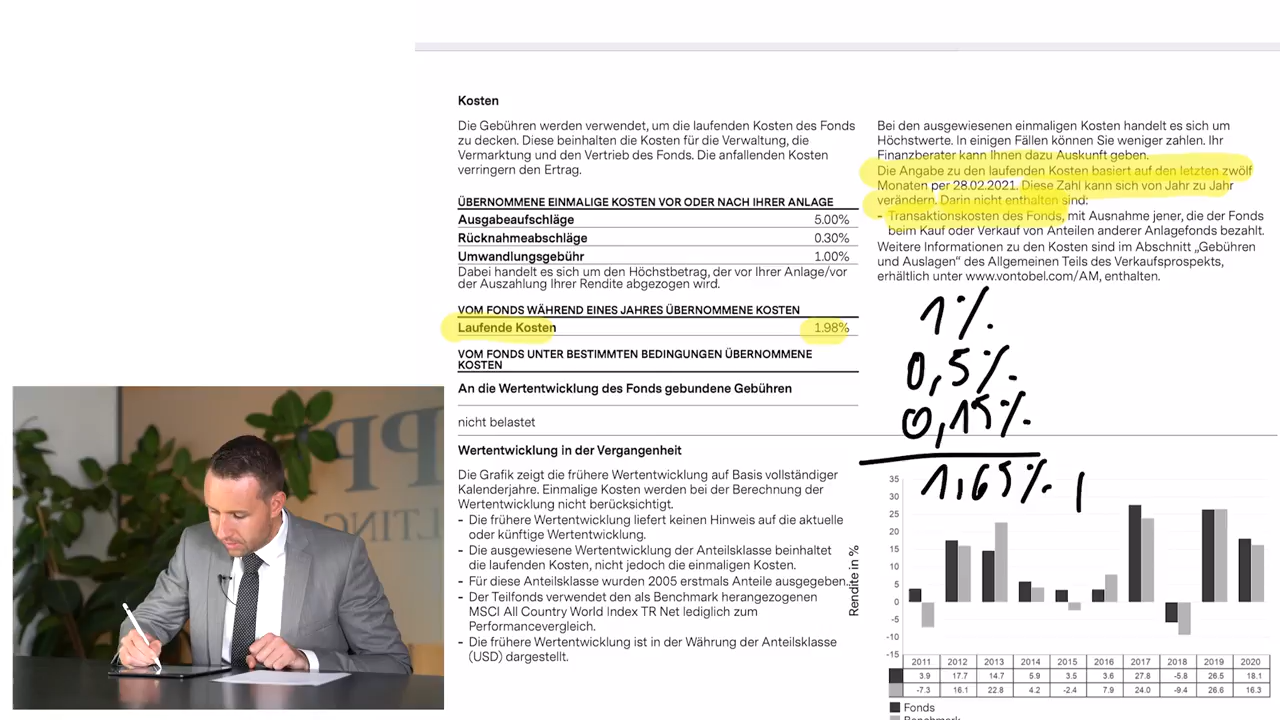 Kosten
Die Gebühren werden verwendet, um die laufenden Kosten des Fonds
zu decken. Diese beinhalten die Kosten für die Verwaltung, die
Vermarktung und den Vertrieb des Fonds. Die anfallenden Kosten
verringern den Ertrag.
ÜBERNOMMENE EINMALIGE KOSTEN VOR ODER NACH IHRER ANLAGE
Ausgabeaufschläge 5.00%
Rücknahmeabschläge 0.30%
Umwandlungsgebühr 1.00%
Dabei handelt es sich um den Höchstbetrag, der vor Ihrer Anlage/vor
der Auszahlung Ihrer Rendite abgezogen wird.
VOM FONDS WÄHREND EINES JAHRES ÜBERNOMMENE KOSTEN
Laufende Kosten 1.98%
VOM FONDS UNTER BESTIMMTEN BEDINGUNGEN ÜBERNOMMENE
KOSTEN
An die Wertentwicklung des Fonds gebundene Gebühren
nicht belastet
Bei den ausgewiesenen einmaligen Kosten handelt es sich um
Höchstwerte. In einigen Fällen können Sie weniger zahlen. Ihr
Finanzberater kann Ihnen dazu Auskunft geben.
Die Angabe zu den laufenden Kosten basiert auf den letzten zwölf
Monaten per 28.02.2021. Diese Zahl kann sich von Jahr zu Jahr
verändern. Darin nicht enthalten sind:
- Transaktionskosten des Fonds, mit Ausnahme jener, die der Fonds
beim Kauf oder Verkauf von Anteilen anderer Anlagefonds bezahlt.
Weitere Informationen zu den Kosten sind im Abschnitt „Gebühren
und Auslagen“ des Allgemeinen Teils des Verkaufsprospekts,
erhältlich unter www.vontobel.com/AM, enthalten.
1%.
0,5%.
0,15%.
1,65%.
Wertentwicklung in der Vergangenheit
Die Grafik zeigt die frühere Wertentwicklung auf Basis vollständiger
Kalenderjahre. Einmalige Kosten werden bei der Berechnung der
Wertentwicklung nicht berücksichtigt.
- Die frühere Wertentwicklung liefert keinen Hinweis auf die aktuelle
oder künftige Wertentwicklung.
- Die ausgewiesene Wertentwicklung der Anteilsklasse beinhaltet
die laufenden Kosten, nicht jedoch die einmaligen Kosten.
- Für diese Anteilsklasse wurden 2005 erstmals Anteile ausgegeben.
- Der Teilfonds verwendet den als Benchmark herangezogenen
MSCI All Country World Index TR Net lediglich zum
Performancevergleich.
- Die frühere Wertentwicklung ist in der Währung der Anteilsklasse
(USD) dargestellt.
Rendite in %
35
30
25
20
15
10
5
0
-5
-10
-15
2011 2012 2013 2014 2015 2016 2017 2018 2019 2020
3.9 17.7 14.7 5.9 3.5 3.6 27.8 -5.8 26.5 18.1
-7.3 16.1 22.8 4.2 -2.4 7.9 24.0 -9.4 26.6 16.3
Fonds
Benchmark